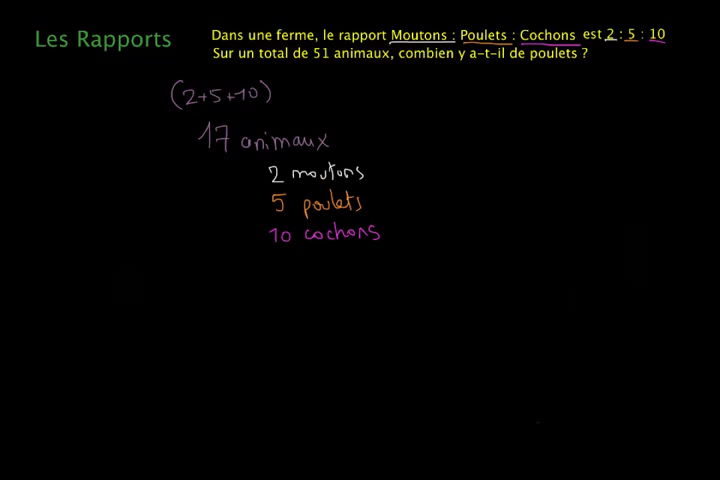 Les Rapports
Dans une ferme, le rapport Moutons : Poulets : Cochons est 2 : 5 : 10
Sur un total de 51 animaux, combien y a-t-il de poulets ?
(2+5+10)
17 animaux
2 moutons
5 poulets
10 cochons